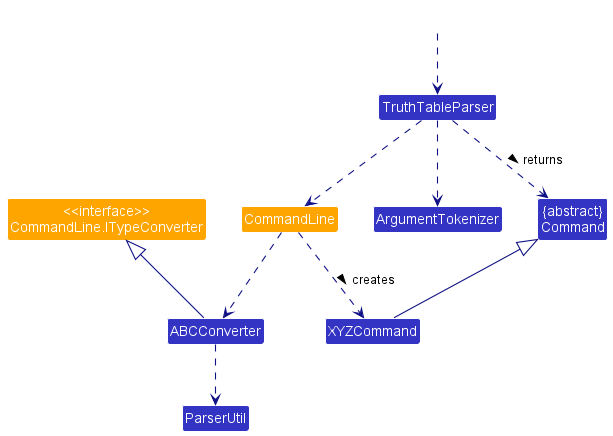 TruthTableParser
returns
<<interface>>
CommandLine.ITypeConverter
CommandLine
ArgumentTokenizer
{abstract}
Command
creates
ABCConverter
XYZCommand
ParserUtil